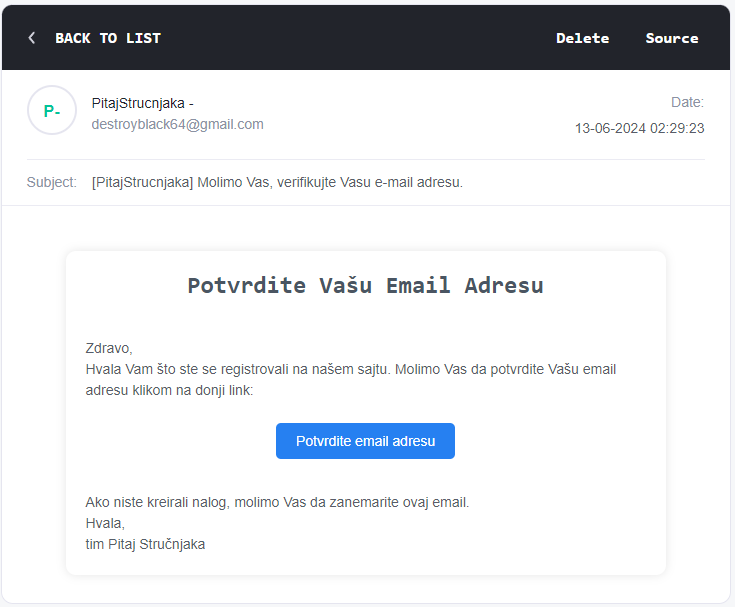 BACK TO LIST
Delete
Source
P-
PitajStrucnjaka -
destroyblack64@gmail.com
Date:
13-06-2024 02:29:23
Subject: [PitajStrucnjaka] Molimo Vas, verifikujte Vasu e-mail adresu.
Potvrdite Vašu Email Adresu
Zdravo,
Hvala Vam što ste se registrovali na našem sajtu. Molimo Vas da potvrdite Vašu email
adresu klikom na donji link:
Potvrdite email adresu
Ako niste kreirali nalog, molimo Vas da zanemarite ovaj email.
Hvala,
tim Pitaj Stručnjaka